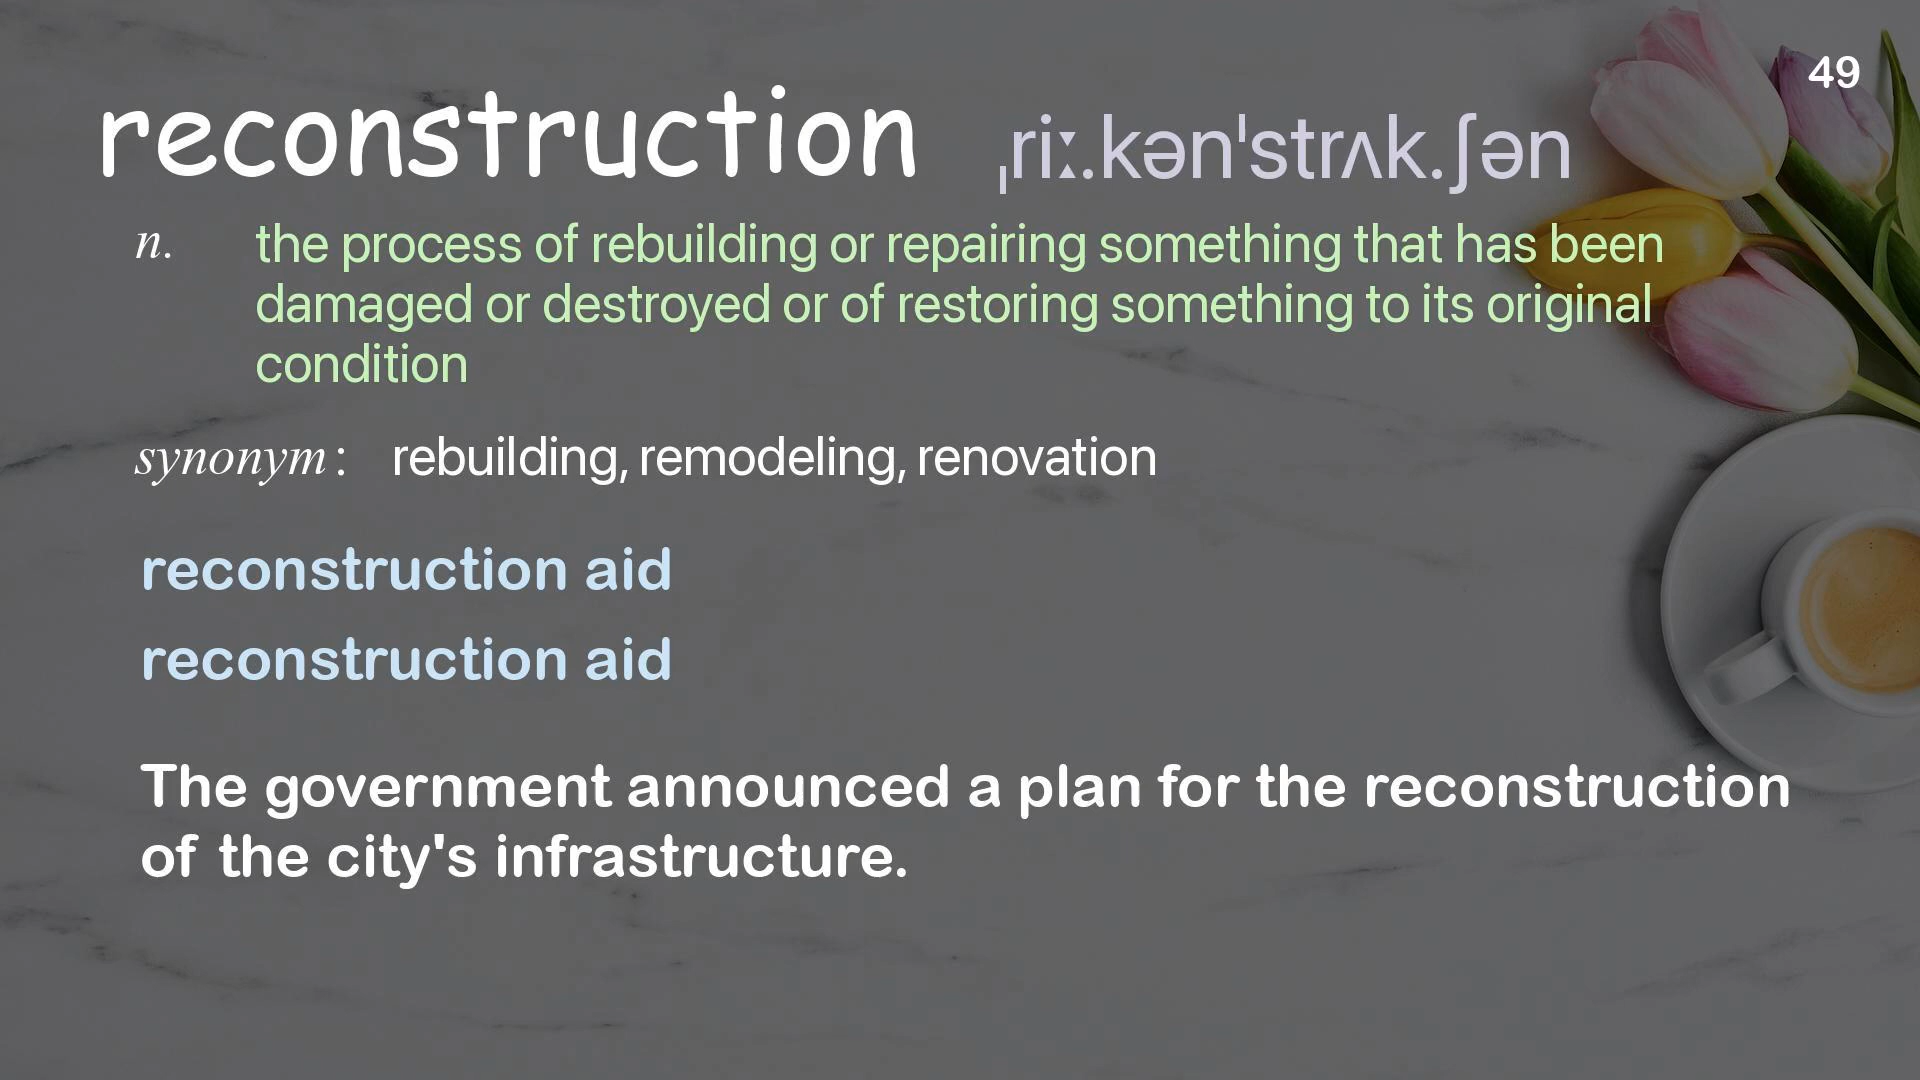 49
reconstruction ˌriː.kən'strʌk.ʃən
n. the process of rebuilding or repairing something that has been
damaged or destroyed or of restoring something to its original
condition
synonym : rebuilding, remodeling, renovation
reconstruction aid
reconstruction aid
The government announced a plan for the reconstruction
of the city's infrastructure.